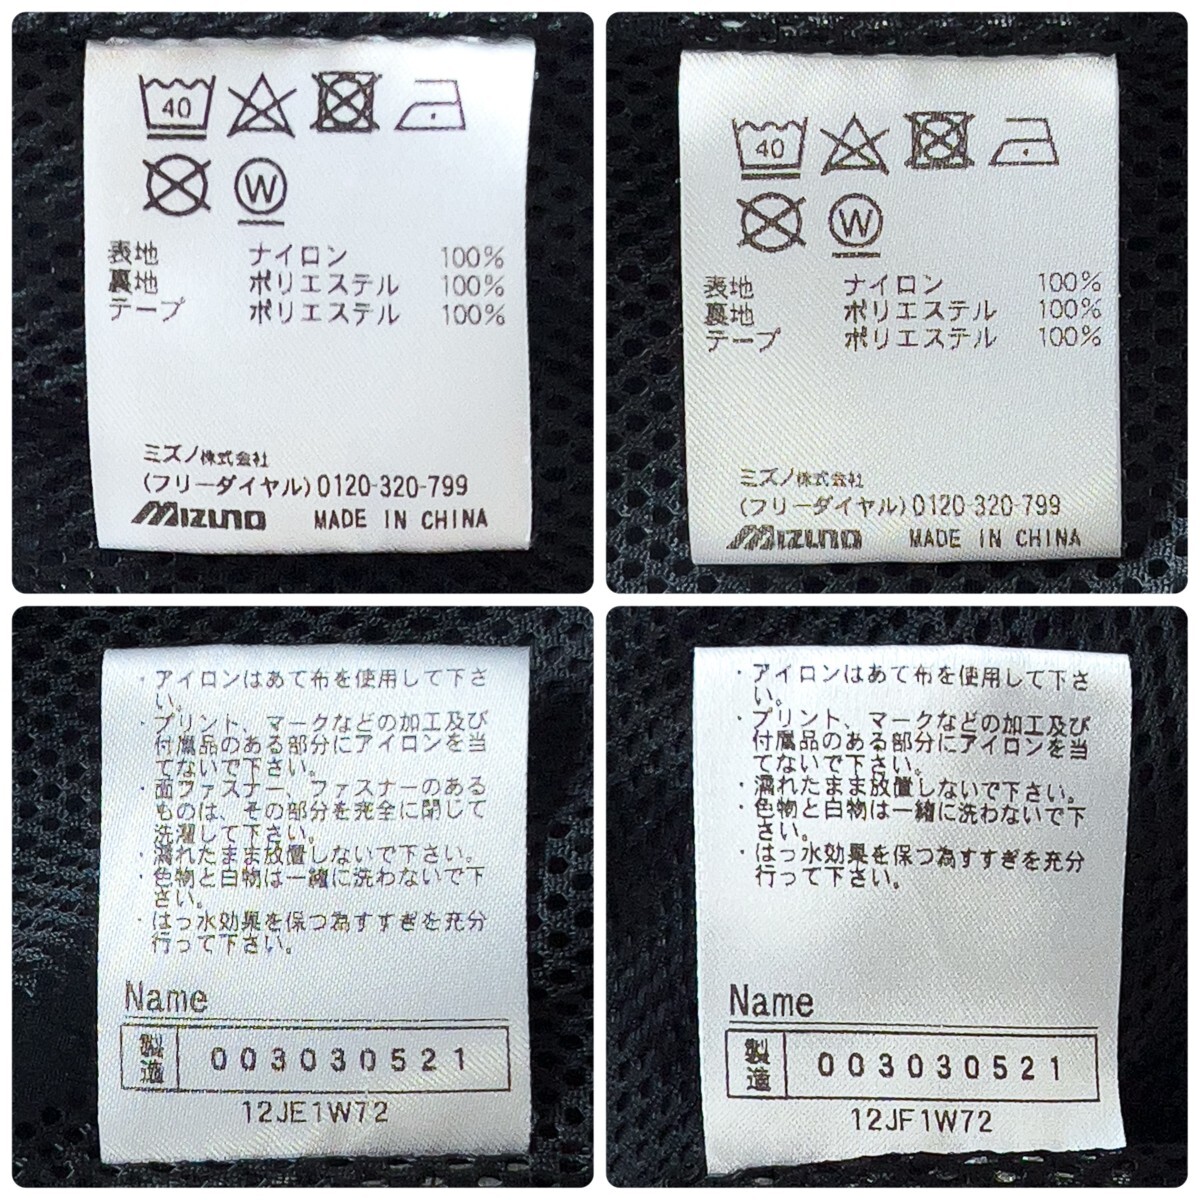 40
W
表地 ナイロン 100%
裏地 ポリエステル 100%
テープ ポリエステル 100%
ミズノ株式会社
(フリーダイヤル)0120-320-799
MIZUNO MADE IN CHINA
40
W
表地 ナイロン 100%
裏地 ポリエステル 100%
テープ ポリエステル 100%
ミズノ株式会社
(フリーダイヤル)0120-320-799
MIZUNO MADE IN CHINA
・アイロンはあて布を使用して下さ
い。
・プリント、マークなどの加工及び
付属品のある部分にアイロンを当
てないで下さい。
・面ファスナー、ファスナーのある
ものは、その部分を完全に閉じて
洗濯して下さい。
・濡れたまま放置しないで下さい。
・色物と白物は一緒に洗わないで下
さい。
・はっ水効果を保つ為すすぎを充分
行って下さい。
Name
製造 003030521
12JE1W72
・アイロンはあて布を使用して下さ
い。
・プリント、マークなどの加工及び
付属品のある部分にアイロンを当
てないで下さい。
・濡れたまま放置しないで下さい。
・色物と白物は一緒に洗わないで下
さい。
・はっ水効果を保つ為すすぎを充分
行って下さい。
Name
製造 003030521
12JF1W72